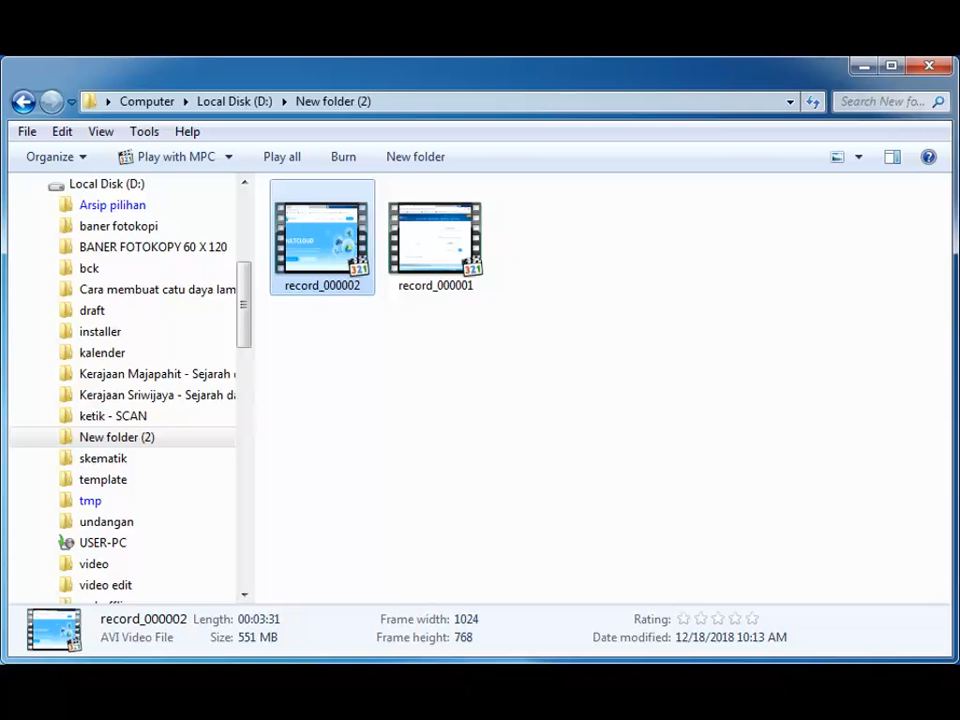 Computer Local Disk (D:) New folder (2)
Search New fo...
File Edit View Tools Help
Organize Play with MPC Play all Burn New folder
Local Disk (D:)
Arsip pilihan
baner fotokopi
BANER FOTOKOPY 60 X 120
bck
Cara membuat catu daya lam
draft
installer
kalender
Kerajaan Majapahit - Sejarah
Kerajaan Sriwijaya - Sejarah da
ketik - SCAN
New folder (2)
skematik
template
tmp
undangan
USER-PC
video
video edit
321
record_000002
321
record_000001
record_000002 Length: 00:03:31 Frame width: 1024 Rating:
AVI Video File Size: 551 MB Frame height: 768 Date modified: 12/18/2018 10:13 AM